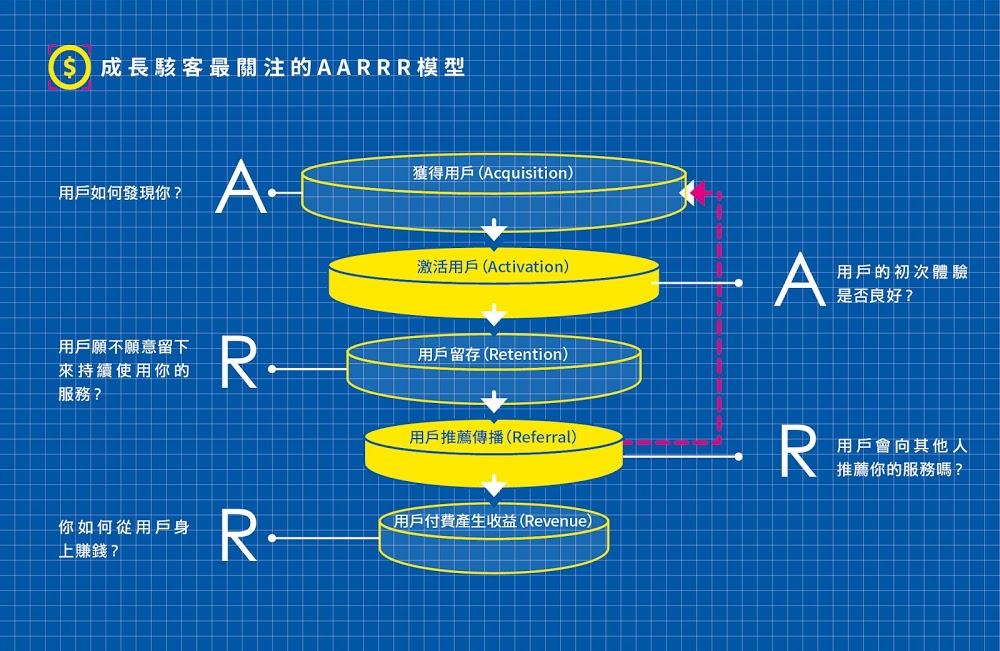 $
成長駭客最關注的AARRR模型
用戶如何發現你?
A
獲得用戶(Acquisition)
激活用戶(Activation)
A
用戶的初次體驗
是否良好?
用戶願不願意留下
來持續使用你的
服務?
R
用戶留存(Retention)
用戶推薦傳播(Referral)
R
用戶會向其他人
推薦你的服務嗎?
你如何從用戶身
上賺錢?
R
用戶付費產生收益(Revenue)